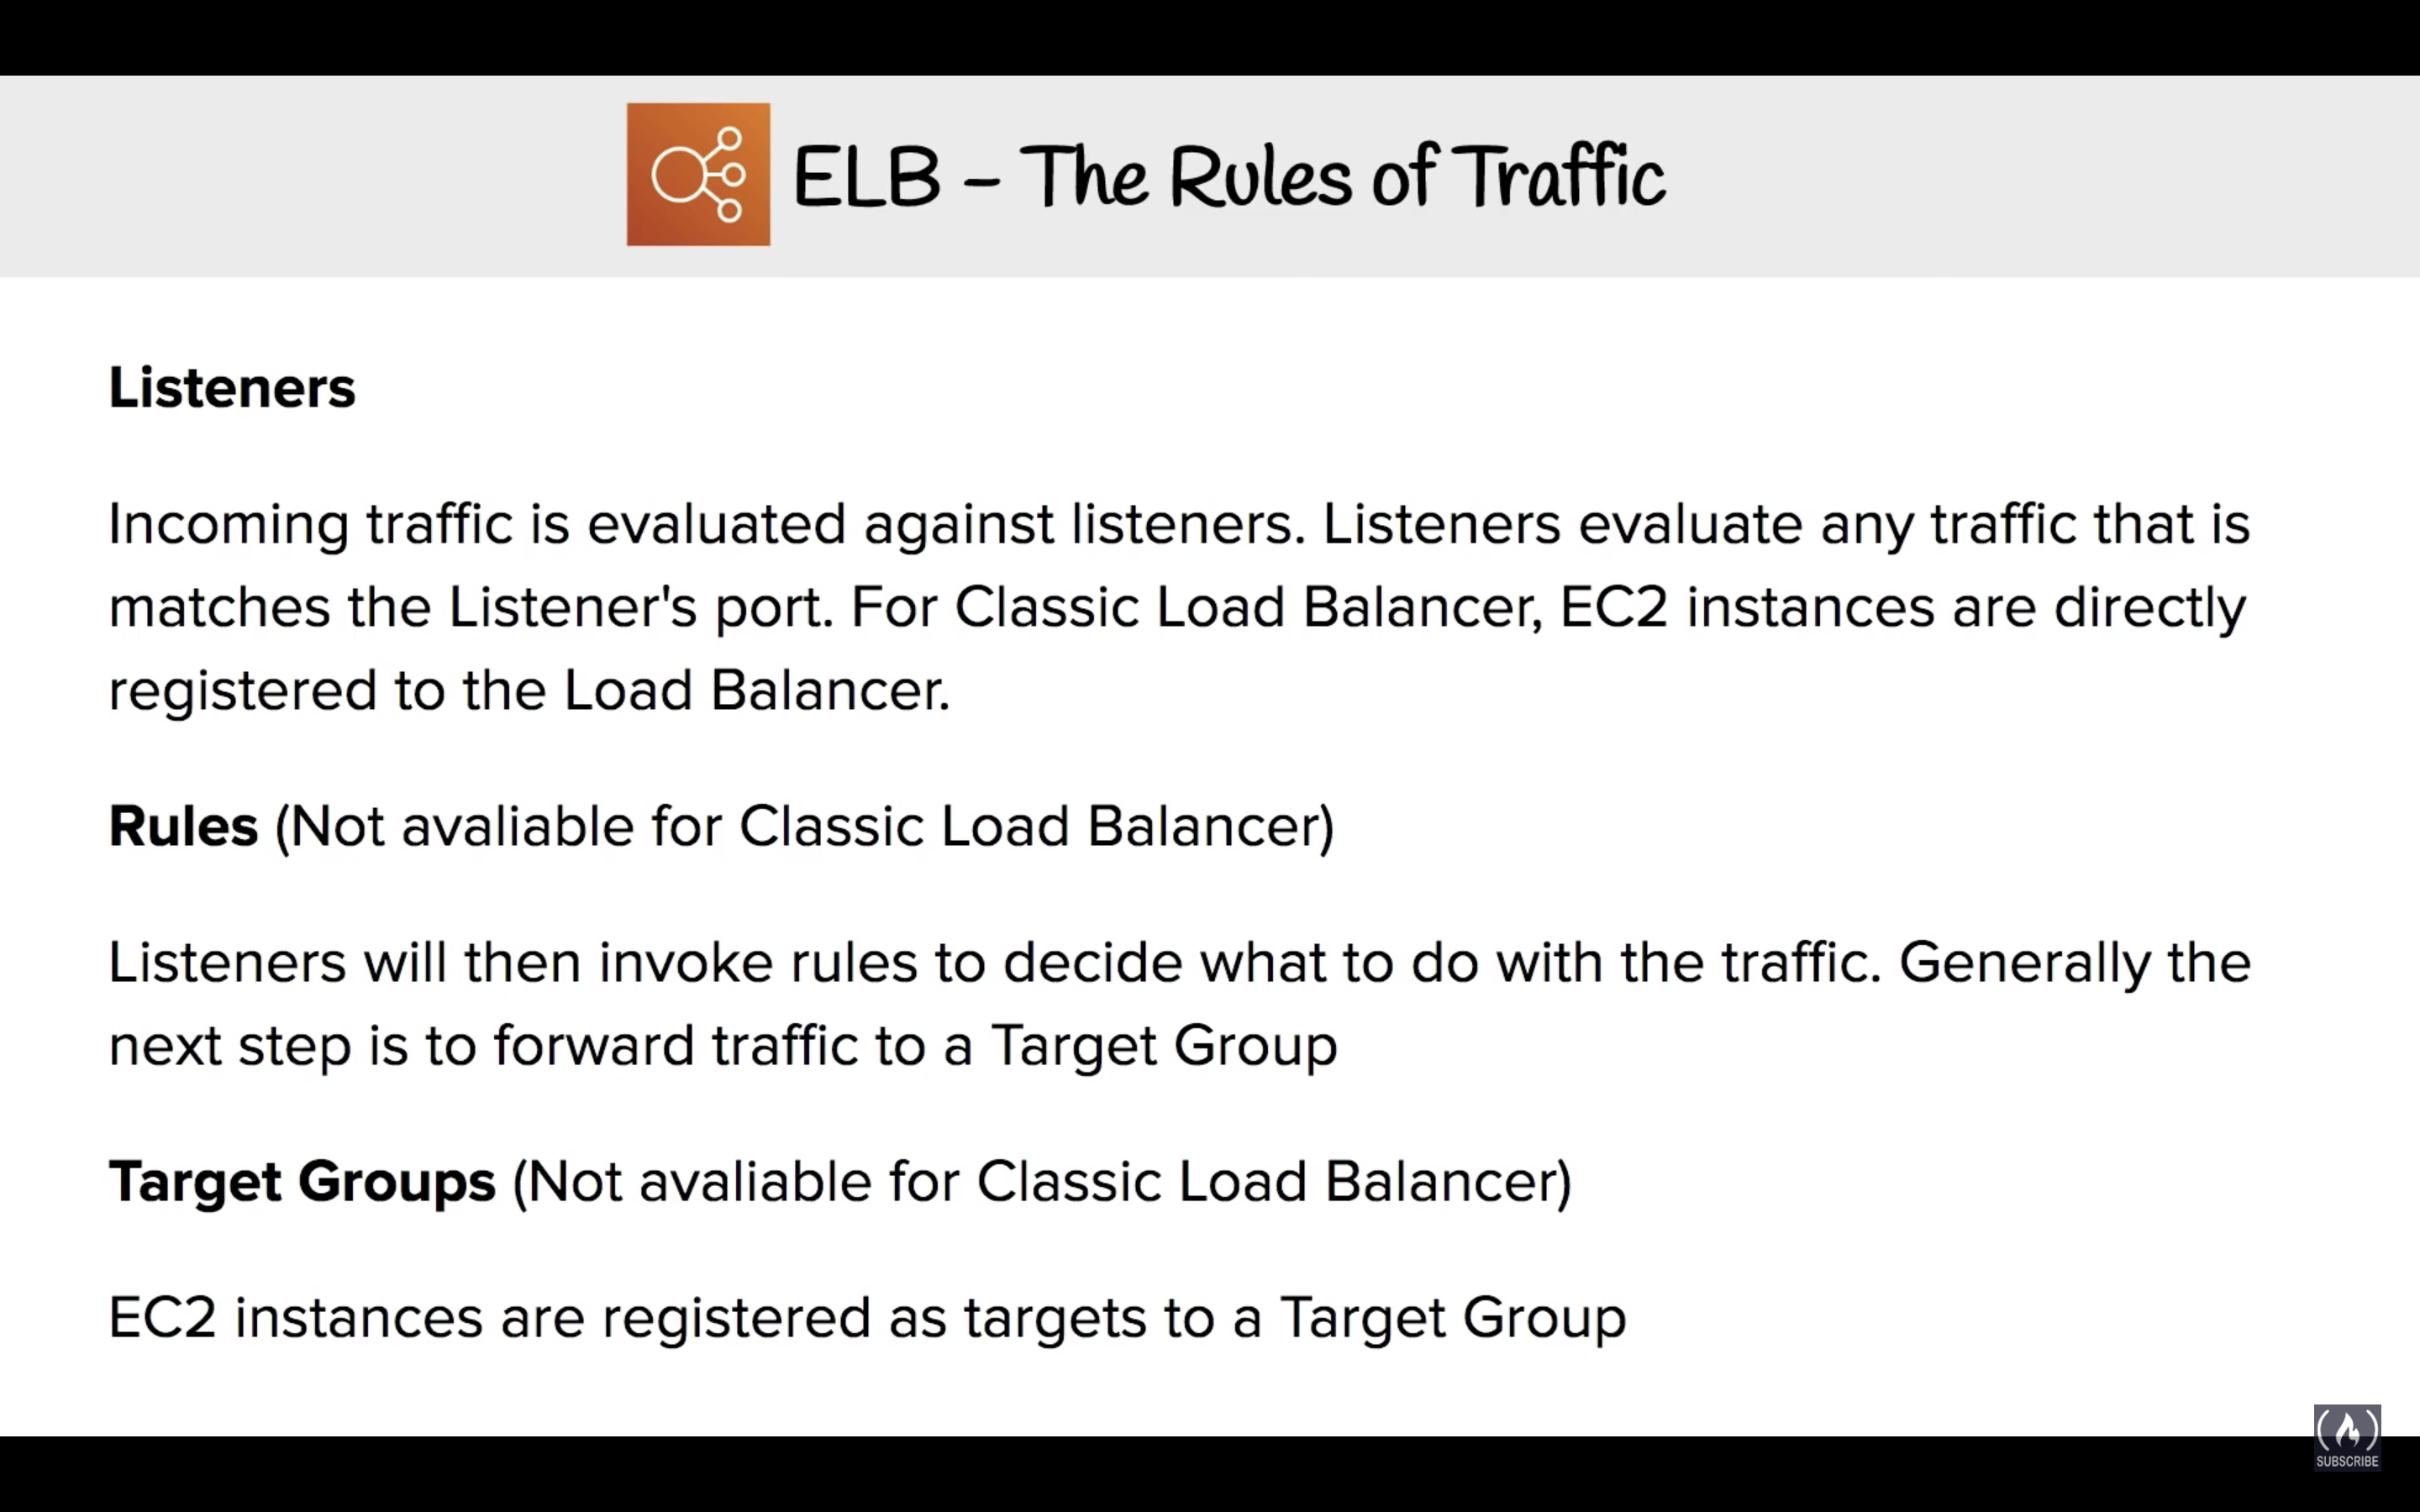 ELB – The Rules of Traffic
Listeners
Incoming traffic is evaluated against listeners. Listeners evaluate any traffic that is
matches the Listener's port. For Classic Load Balancer, EC2 instances are directly
registered to the Load Balancer.
Rules (Not avaliable for Classic Load Balancer)
Listeners will then invoke rules to decide what to do with the traffic. Generally the
next step is to forward traffic to a Target Group
Target Groups (Not avaliable for Classic Load Balancer)
EC2 instances are registered as targets to a Target Group
SUBSCRIBE